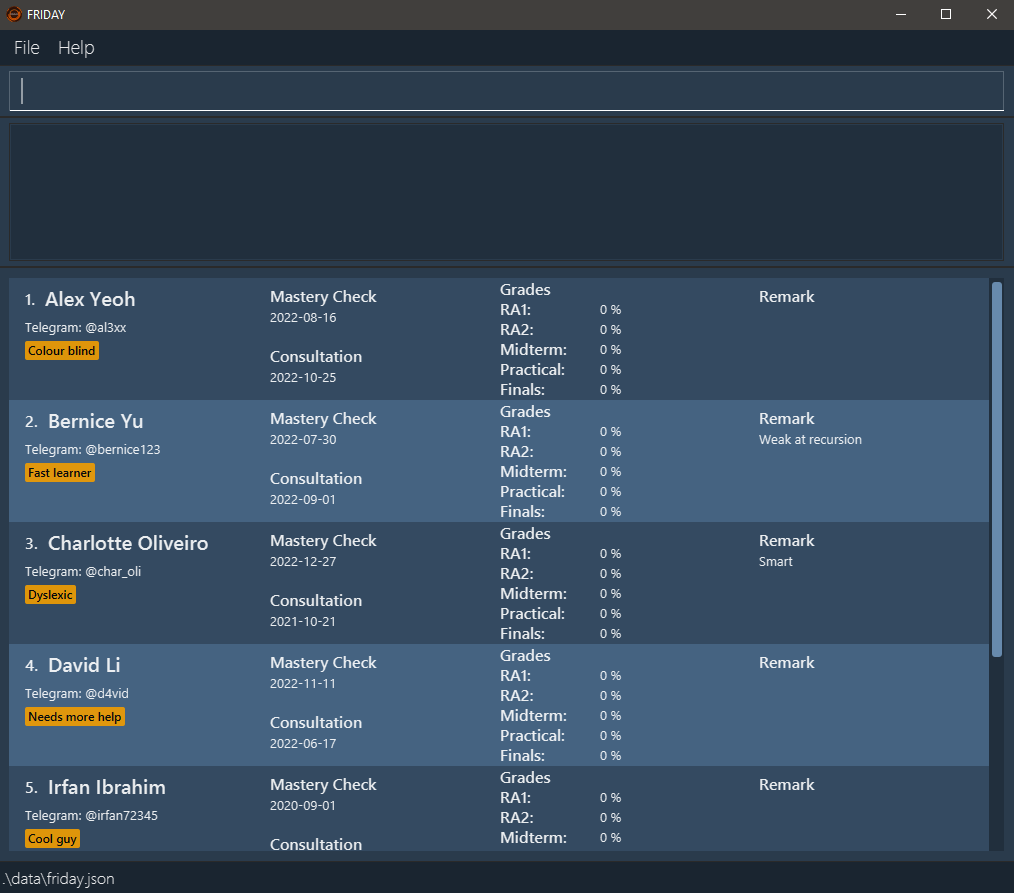 FRIDAY
File Help
1. Alex Yeoh
Telegram: @al3xx
Colour blind
Mastery Check
2022-08-16
Consultation
2022-10-25
Grades
RA1: 0 %
RA2: 0 %
Midterm: 0 %
Practical: 0 %
Finals: 0 %
Remark
2. Bernice Yu
Telegram: @bernice123
Fast learner
Mastery Check
2022-07-30
Consultation
2022-09-01
Grades
RA1: 0 %
RA2: 0 %
Midterm: 0 %
Practical: 0 %
Finals: 0 %
Remark
Weak at recursion
3. Charlotte Oliveiro
Telegram: @char_oli
Dyslexic
Mastery Check
2022-12-27
Consultation
2021-10-21
Grades
RA1: 0 %
RA2: 0 %
Midterm: 0 %
Practical: 0 %
Finals: 0 %
Remark
Smart
4. David Li
Telegram: @d4vid
Needs more help
Mastery Check
2022-11-11
Consultation
2022-06-17
Grades
RA1: 0 %
RA2: 0 %
Midterm: 0 %
Practical: 0 %
Finals: 0 %
Remark
5. Irfan Ibrahim
Telegram: @irfan72345
Cool guy
Mastery Check
2020-09-01
Consultation
Grades
RA1: 0 %
RA2: 0 %
Midterm: 0 %
Remark
.\data\friday.json